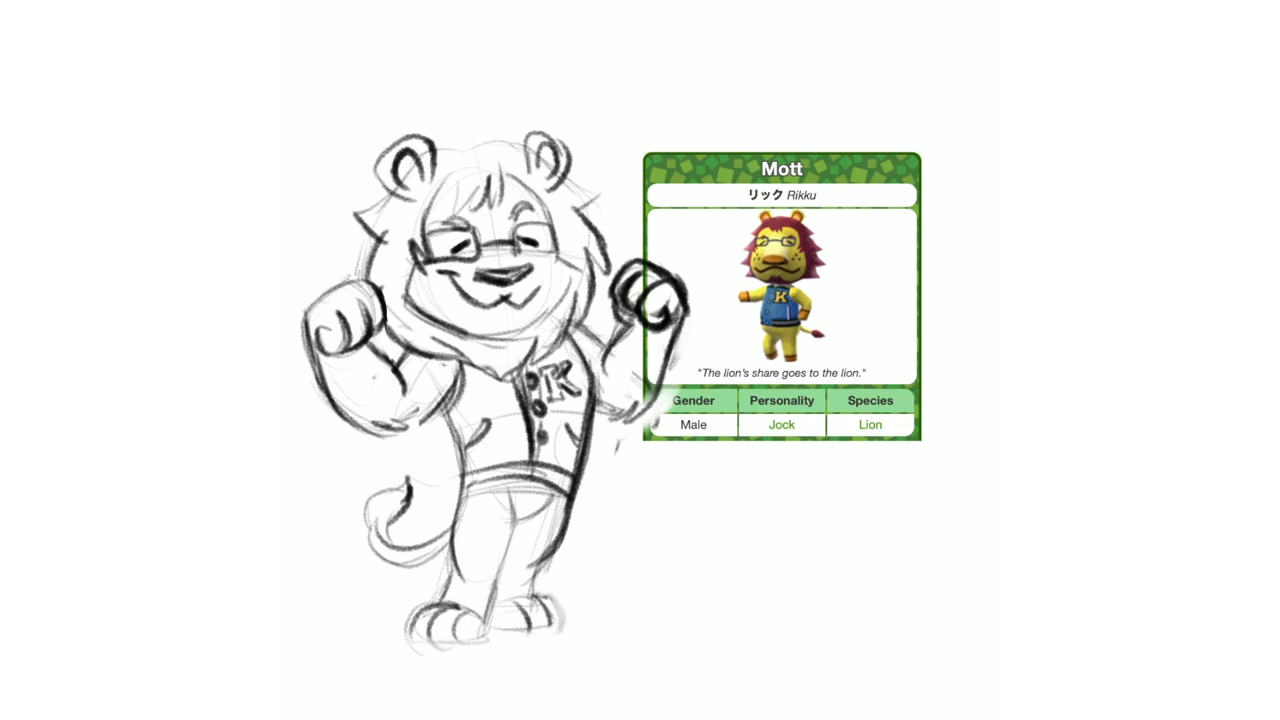 Mott
リック Rikku
K
K
"The lion's share goes to the lion."
Gender Personality Species
Male Jock Lion